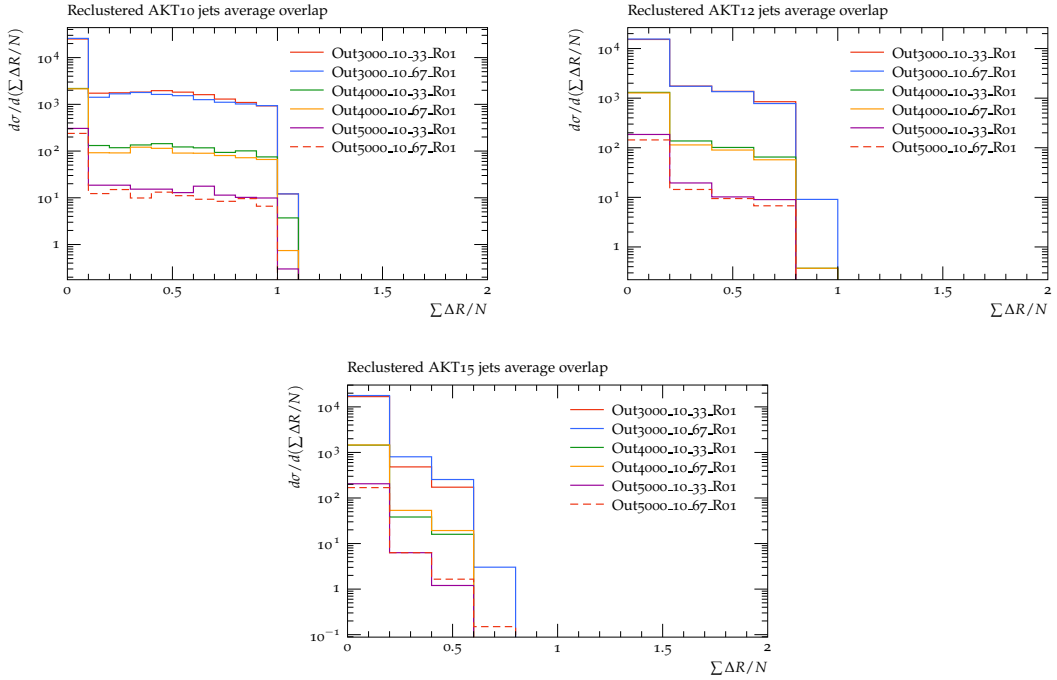 Reclustered AKT10 jets average overlap
dσ/d(∑ΔR/N)
10^4
10^3
10^2
10^1
1
Out3000_10_33_R01
Out3000_10_67_R01
Out4000_10_33_R01
Out4000_10_67_R01
Out5000_10_33_R01
Out5000_10_67_R01
0 0.5 1 1.5 2
∑ΔR/N
Reclustered AKT12 jets average overlap
dσ/d(∑ΔR/N)
10^4
10^3
10^2
10^1
1
Out3000_10_33_R01
Out3000_10_67_R01
Out4000_10_33_R01
Out4000_10_67_R01
Out5000_10_33_R01
Out5000_10_67_R01
0 0.5 1 1.5 2
∑ΔR/N
Reclustered AKT15 jets average overlap
dσ/d(∑ΔR/N)
10^4
10^3
10^2
10^1
1
10^−1
Out3000_10_33_R01
Out3000_10_67_R01
Out4000_10_33_R01
Out4000_10_67_R01
Out5000_10_33_R01
Out5000_10_67_R01
0 0.5 1 1.5 2
∑ΔR/N